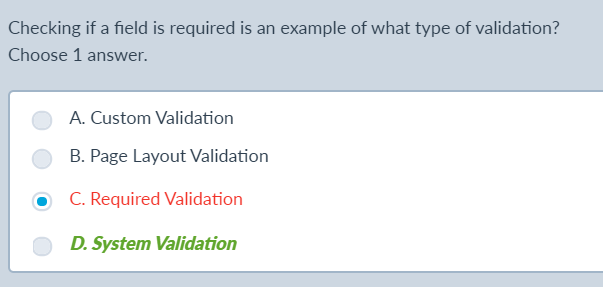 Checking if a field is required is an example of what type of validation?
Choose 1 answer.
A. Custom Validation
B. Page Layout Validation
C. Required Validation
D. System Validation